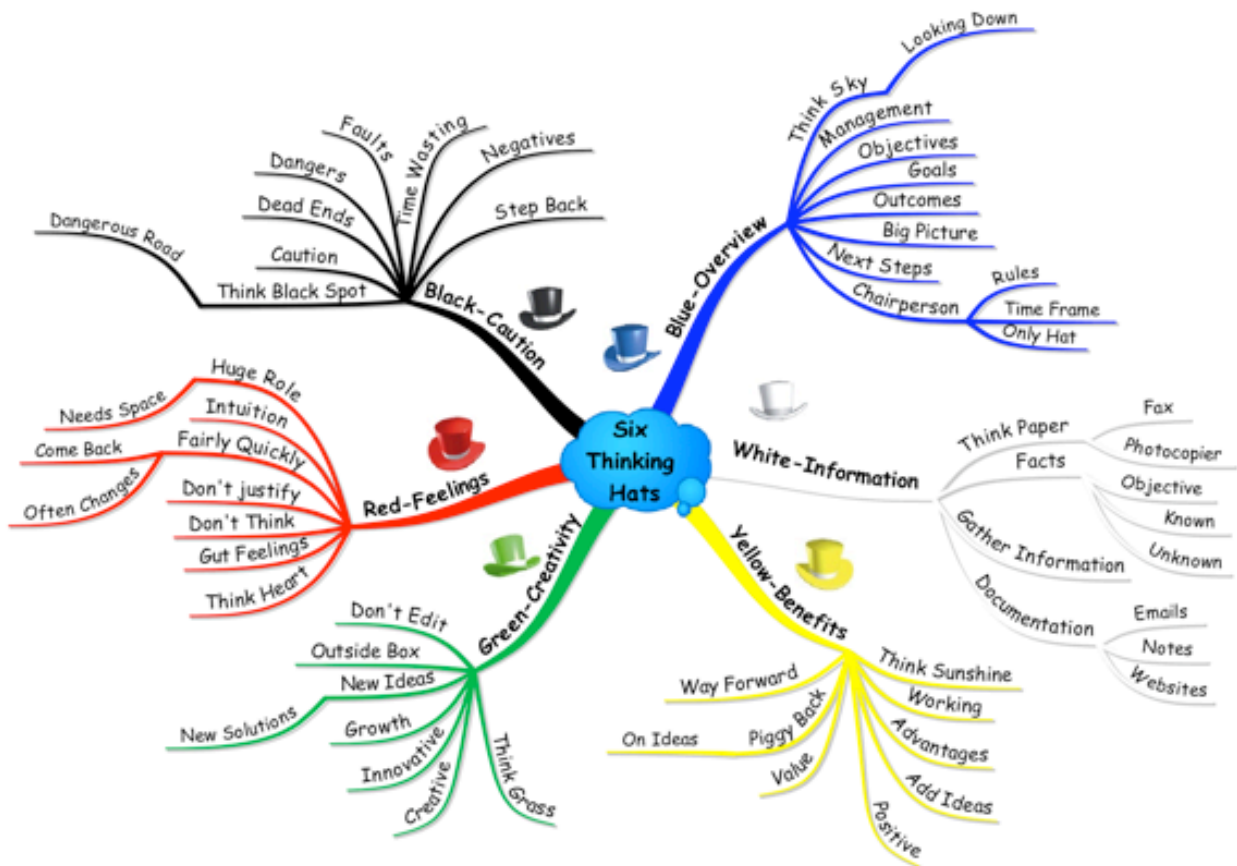 Six
Thinking
Hats
Blue-Overview
Think Sky
Looking Down
Management
Objectives
Goals
Outcomes
Big Picture
Next Steps
Chairperson
Rules
Time Frame
Only Hat
White-Information
Think Paper
Fax
Photocopier
Facts
Objective
Known
Unknown
Gather Information
Documentation
Emails
Notes
Websites
Yellow-Benefits
Think Sunshine
Working
Advantages
Add Ideas
Positive
Value
Piggy Back
On Ideas
Way Forward
Green-Creativity
Think Grass
Creative
Innovative
Growth
New Ideas
New Solutions
Outside Box
Don't Edit
Red-Feelings
Think Heart
Gut Feelings
Don't Think
Don't justify
Fairly Quickly
Come Back
Often Changes
Intuition
Huge Role
Needs Space
Black-Caution
Think Black Spot
Dangerous Road
Caution
Dead Ends
Dangers
Faults
Time Wasting
Negatives
Step Back